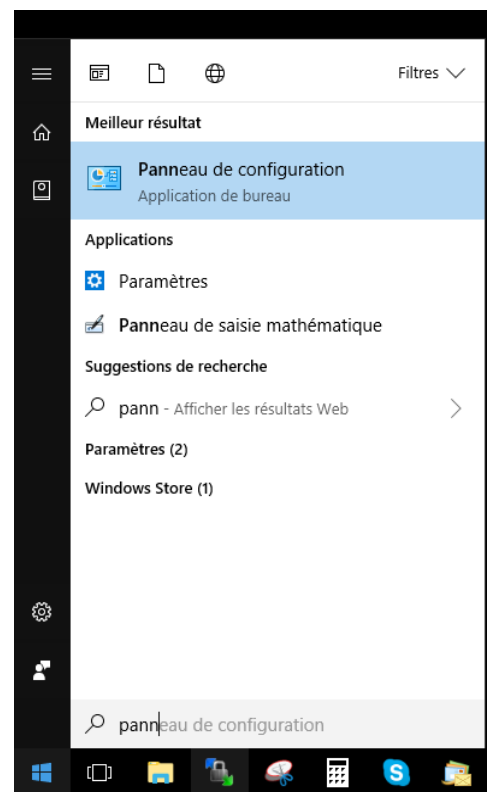 Filtres
Meilleur résultat
Panneau de configuration
Application de bureau
Applications
Paramètres
Panneau de saisie mathématique
Suggestions de recherche
pann - Afficher les résultats Web
Paramètres (2)
Windows Store (1)
panneau de configuration